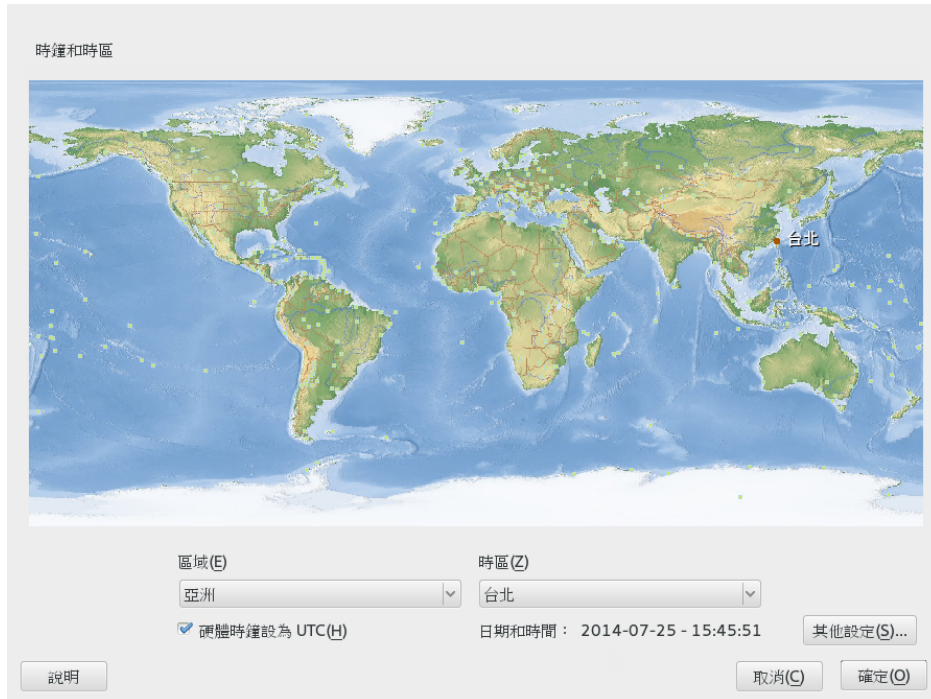 時鐘和時區
台北
區域(E)
時區(Z)
亞洲
台北
硬體時鐘設為 UTC(H)
日期和時間： 2014-07-25 - 15:45:51
其他設定(S)...
說明
取消(C)
確定(O)